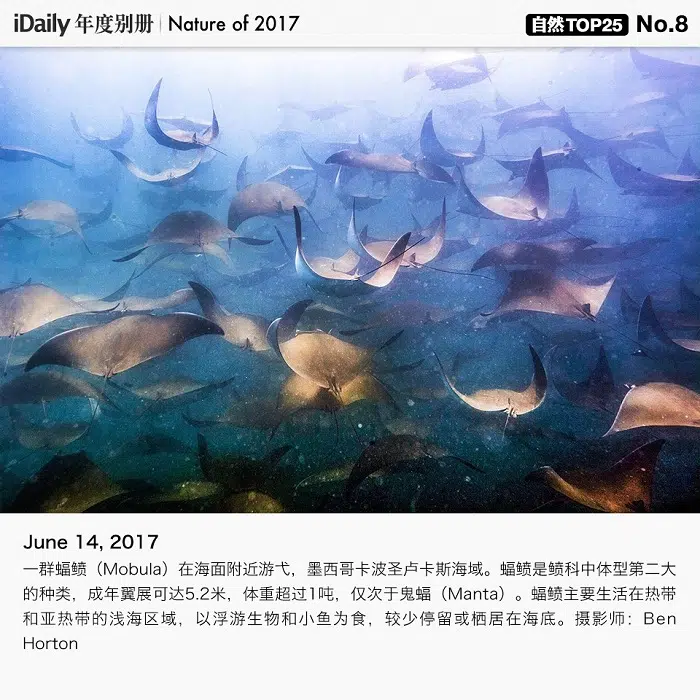 iDaily 年度别册 | Nature of 2017
自然TOP25 No.8
June 14, 2017
一群蝠鲼（Mobula）在海面附近游弋，墨西哥卡波圣卢卡斯海域。蝠鲼是鲼科中体型第二大
的种类，成年翼展可达5.2米，体重超过1吨，仅次于鬼蝠（Manta）。蝠鲼主要生活在热带
和亚热带的浅海区域，以浮游生物和小鱼为食，较少停留或栖居在海底。摄影师：Ben
Horton